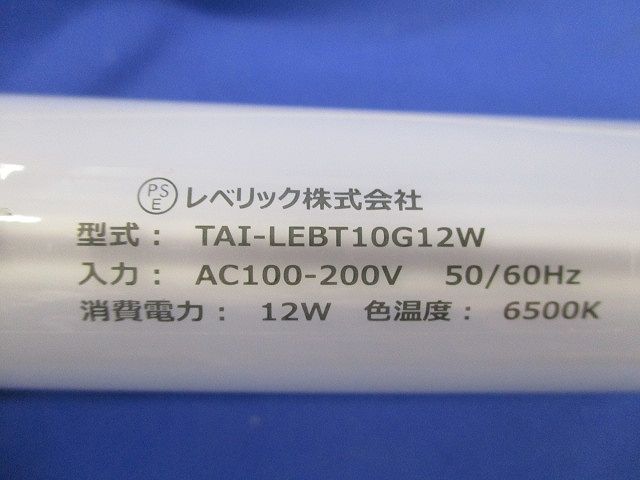 PSE レベリック株式会社
型式： TAI-LEBT10G12W
入力： AC100-200V 50/60Hz
消費電力： 12W 色温度： 6500K